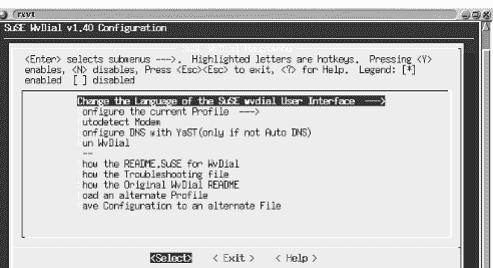 rxvt
SuSE WvDial v1.40 Configuration
<Enter> selects submenus --->.  Highlighted letters are hotkeys.  Pressing <Y>
enables, <N> disables, Press <Esc><Esc> to exit, <?> for Help.  Legend: [*]
enabled  [ ] disabled
Change the Language of the SuSE wvdial User Interface  --->
onfigure the current Profile  --->
utodetect Modem
onfigure DNS with YaST(only if not Auto DNS)
un WvDial
--
how the README.SuSE for WvDial
how the Troubleshooting file
how the Original WvDial README
oad an alternate Profile
ave Configuration to an alternate File
<Select>    < Exit >    < Help >